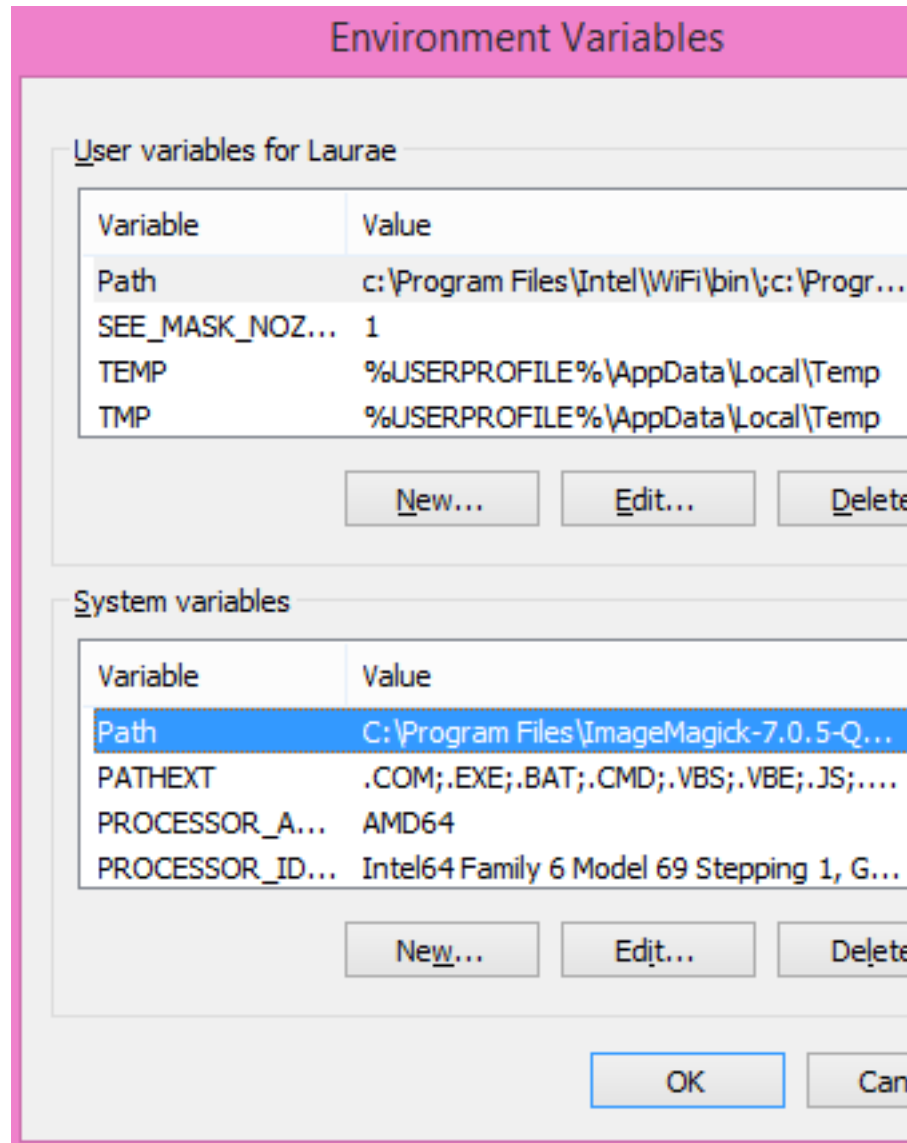 Environment Variables
User variables for Laurae
Variable Value
Path c:\Program Files\Intel\WiFi\bin\;c:\Progr...
SEE_MASK_NOZ... 1
TEMP %USERPROFILE%\AppData\Local\Temp
TMP %USERPROFILE%\AppData\Local\Temp
New... Edit... Delete
System variables
Variable Value
Path C:\Program Files\ImageMagick-7.0.5-Q...
PATHEXT .COM;.EXE;.BAT;.CMD;.VBS;.VBE;.JS;....
PROCESSOR_A... AMD64
PROCESSOR_ID... Intel64 Family 6 Model 69 Stepping 1, G...
New... Edit... Delete
OK Can